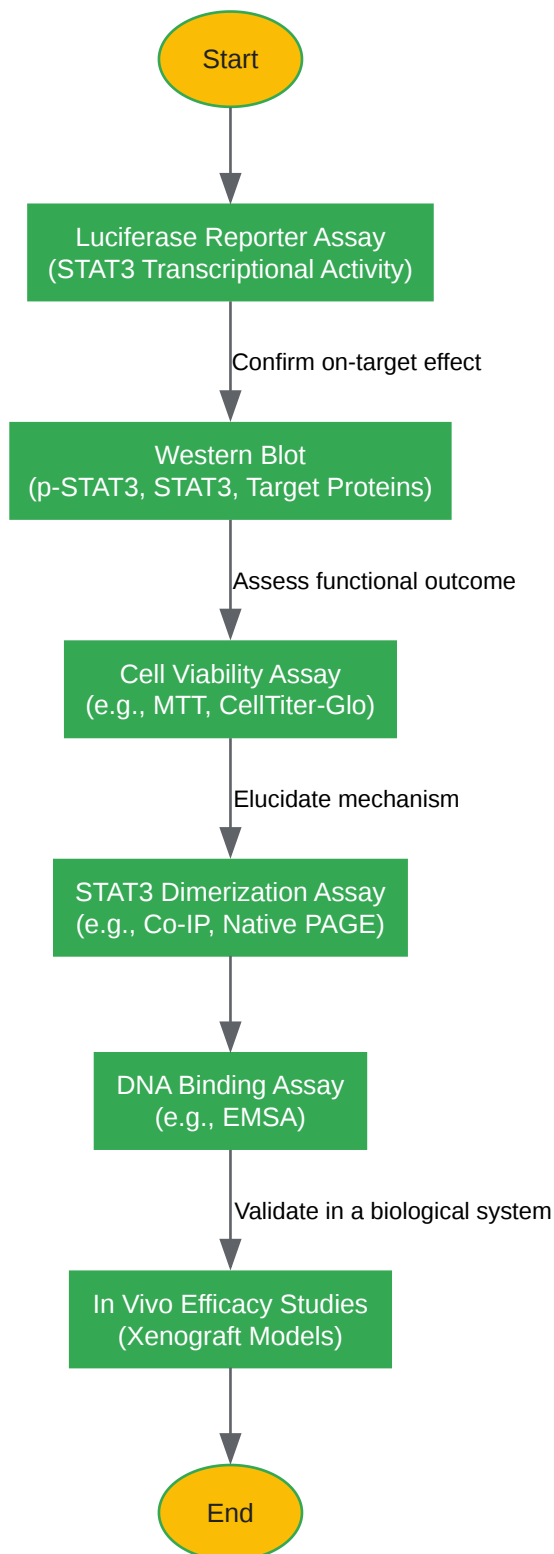 Start
Luciferase Reporter Assay
(STAT3 Transcriptional Activity)
Confirm on-target effect
Western Blot
(p-STAT3, STAT3, Target Proteins)
Assess functional outcome
Cell Viability Assay
(e.g., MTT, CellTiter-Glo)
Elucidate mechanism
STAT3 Dimerization Assay
(e.g., Co-IP, Native PAGE)
DNA Binding Assay
(e.g., EMSA)
Validate in a biological system
In Vivo Efficacy Studies
(Xenograft Models)
End